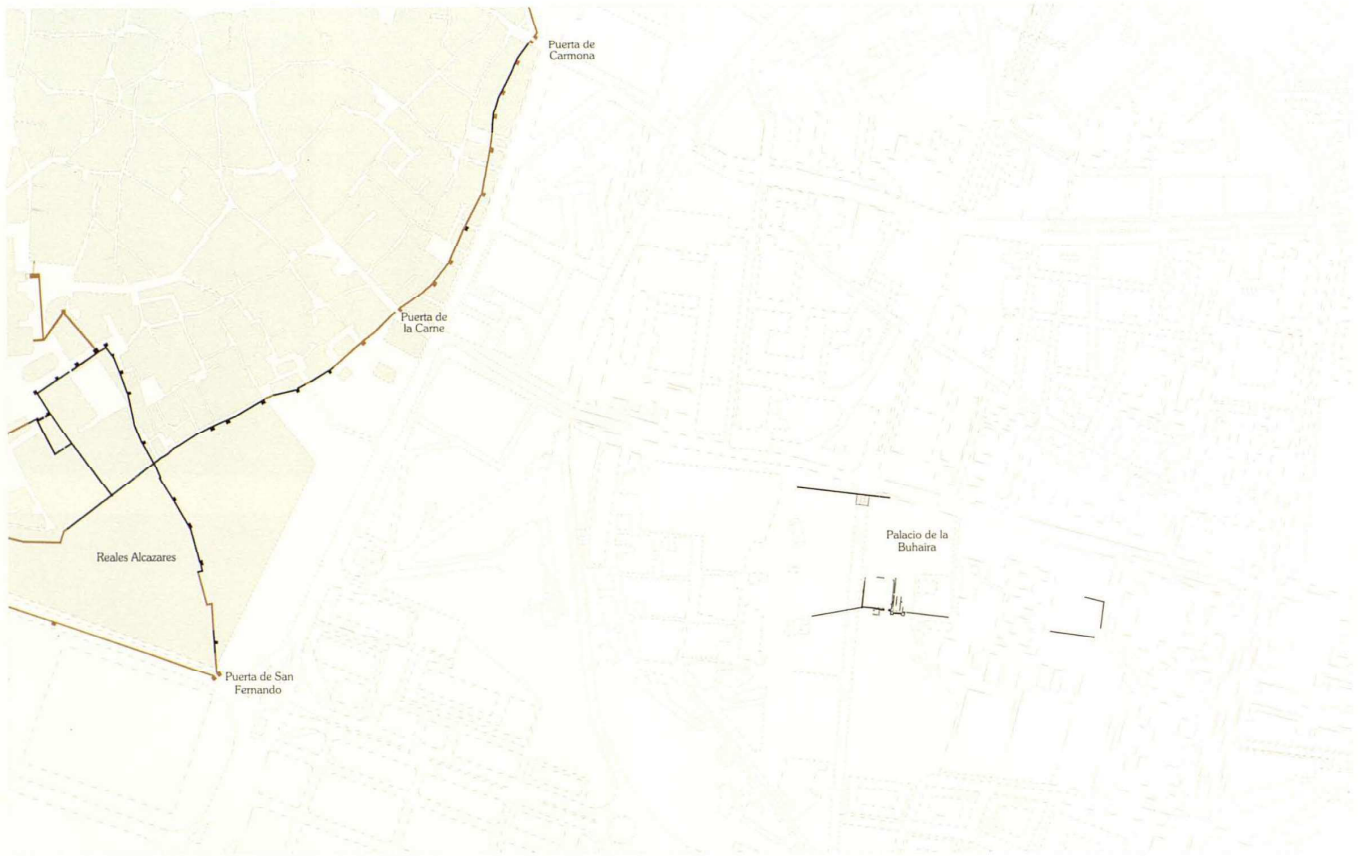 Puerta de
Carmona
Puerta de
la Carne
Palacio de la
Buhaira
Reales Alcazares
Puerta de San
Fernando